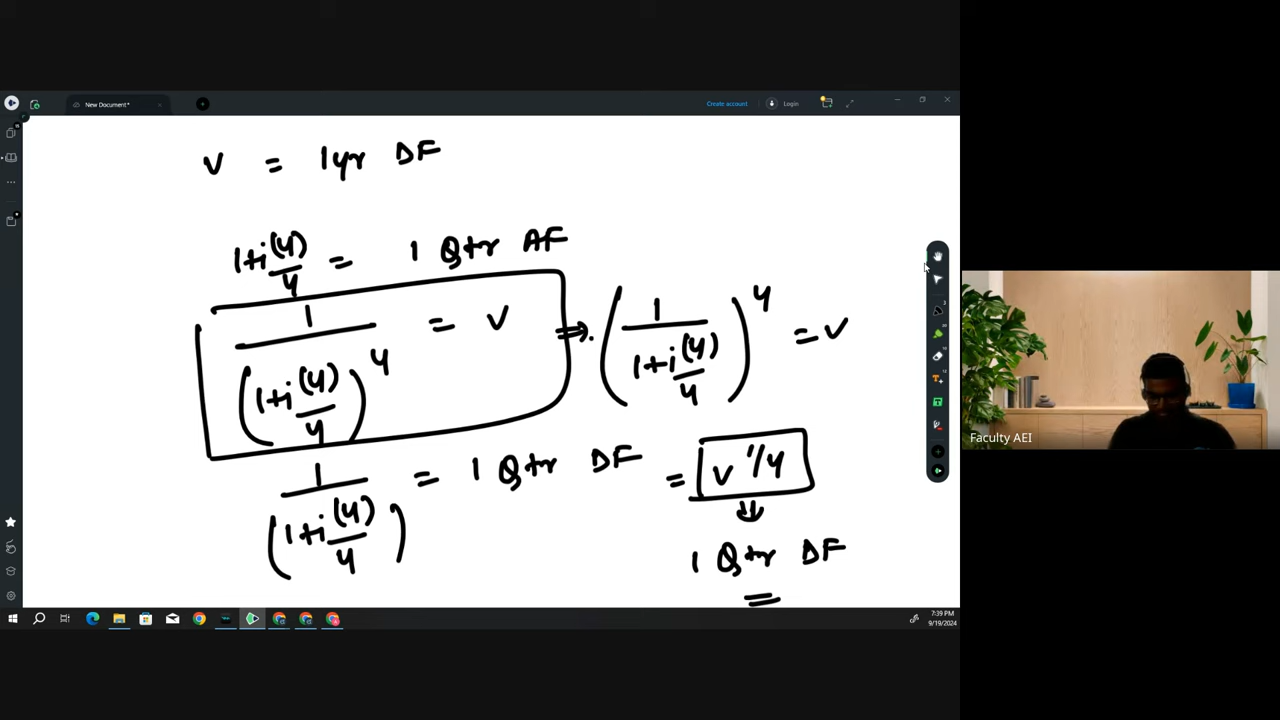 New Document*
Create account
Login
v = 1yr DF
1+i(4)/4 = 1 Qtr AF
1/(1+i(4)/4)^4 = v ⇒ (1/(1+i(4)/4))^4 = v
1/(1+i(4)/4) = 1 Qtr DF = v^1/4
⇓
1 Qtr DF
Faculty AEI
7:39 PM
9/19/2024